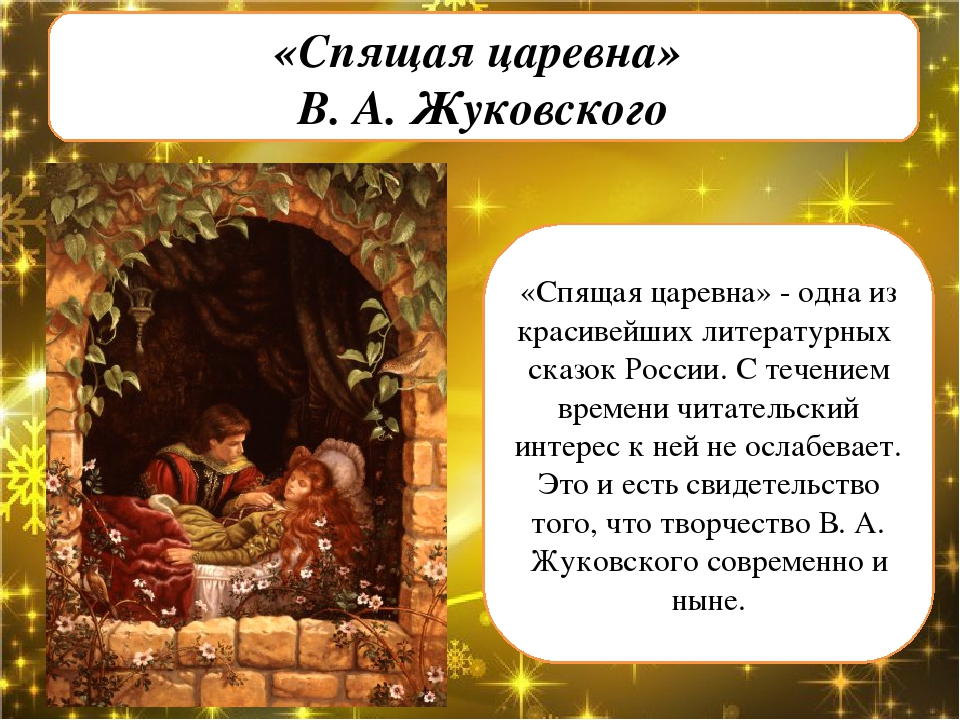 «Спящая царевна»
В. А. Жуковского
«Спящая царевна» - одна из
красивейших литературных
сказок России. С течением
времени читательский
интерес к ней не ослабевает.
Это и есть свидетельство
того, что творчество В. А.
Жуковского современно и
ныне.